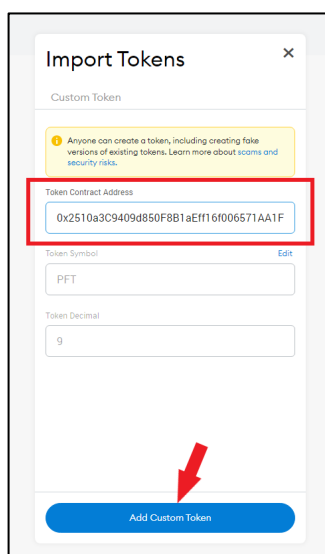 Import Tokens
Custom Token
Anyone can create a token, including creating fake
versions of existing tokens. Learn more about scams and
security risks.
Token Contract Address
0x2510a3C9409d850F8B1aEff16f006571AA1F
Token Symbol
Edit
PFT
Token Decimal
9
Add Custom Token